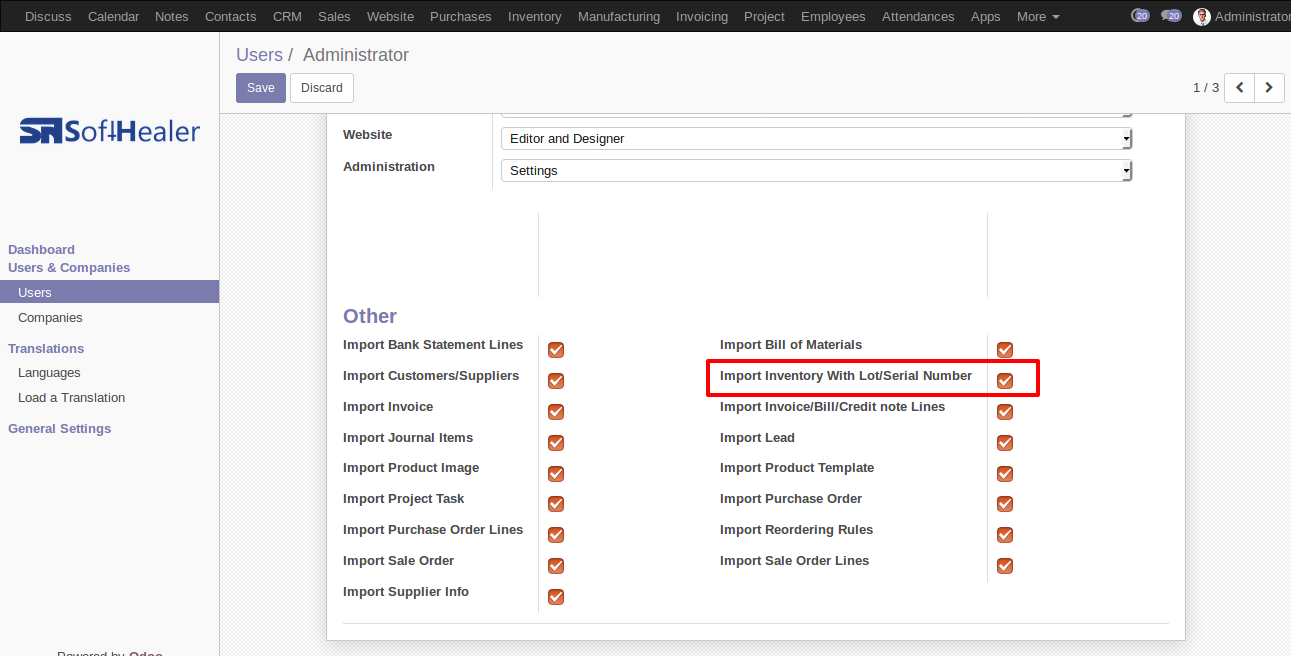 Discuss Calendar Notes Contacts CRM Sales Website Purchases Inventory Manufacturing Invoicing Project Employees Attendances Apps More 20 20 Administrator
Users / Administrator
Save Discard 1 / 3
SoftHealer
Dashboard
Users & Companies
Users
Companies
Translations
Languages
Load a Translation
General Settings
Powered by Odoo
Website Editor and Designer
Administration Settings
Other
Import Bank Statement Lines Import Bill of Materials
Import Customers/Suppliers Import Inventory With Lot/Serial Number
Import Invoice Import Invoice/Bill/Credit note Lines
Import Journal Items Import Lead
Import Product Image Import Product Template
Import Project Task Import Purchase Order
Import Purchase Order Lines Import Reordering Rules
Import Sale Order Import Sale Order Lines
Import Supplier Info